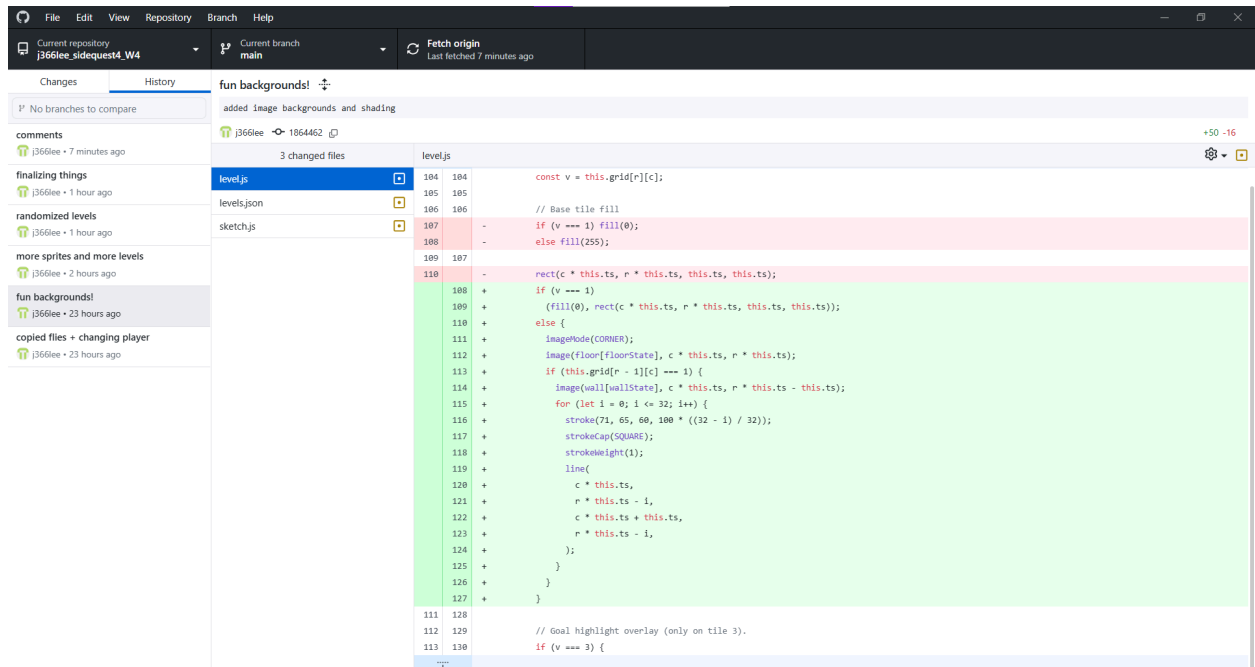 File Edit View Repository Branch Help
Current repository
j366lee_sidequest4_W4
Current branch
main
Fetch origin
Last fetched 7 minutes ago
Changes History
No branches to compare
comments
j366lee • 7 minutes ago
finalizing things
j366lee • 1 hour ago
randomized levels
j366lee • 1 hour ago
more sprites and more levels
j366lee • 2 hours ago
fun backgrounds!
j366lee • 23 hours ago
copied flies + changing player
j366lee • 23 hours ago
fun backgrounds!
added image backgrounds and shading
j366lee 1864462
+50 -16
3 changed files
level.js
levels.json
sketch.js
level.js
104 104 const v = this.grid[r][c];
105 105
106 106 // Base tile fill
107 - if (v === 1) fill(0);
108 - else fill(255);
109 107
110 - rect(c * this.ts, r * this.ts, this.ts, this.ts);
108 + if (v === 1)
109 + (fill(0), rect(c * this.ts, r * this.ts, this.ts, this.ts));
110 + else {
111 + imageMode(CORNER);
112 + image(floor[floorState], c * this.ts, r * this.ts);
113 + if (this.grid[r - 1][c] === 1) {
114 + image(wall[wallState], c * this.ts, r * this.ts - this.ts);
115 + for (let i = 0; i <= 32; i++) {
116 + stroke(71, 65, 60, 100 * ((32 - i) / 32));
117 + strokeCap(SQUARE);
118 + strokeWeight(1);
119 + line(
120 + c * this.ts,
121 + r * this.ts - i,
122 + c * this.ts + this.ts,
123 + r * this.ts - i,
124 + );
125 + }
126 + }
127 + }
111 128
112 129 // Goal highlight overlay (only on tile 3).
113 130 if (v === 3) {